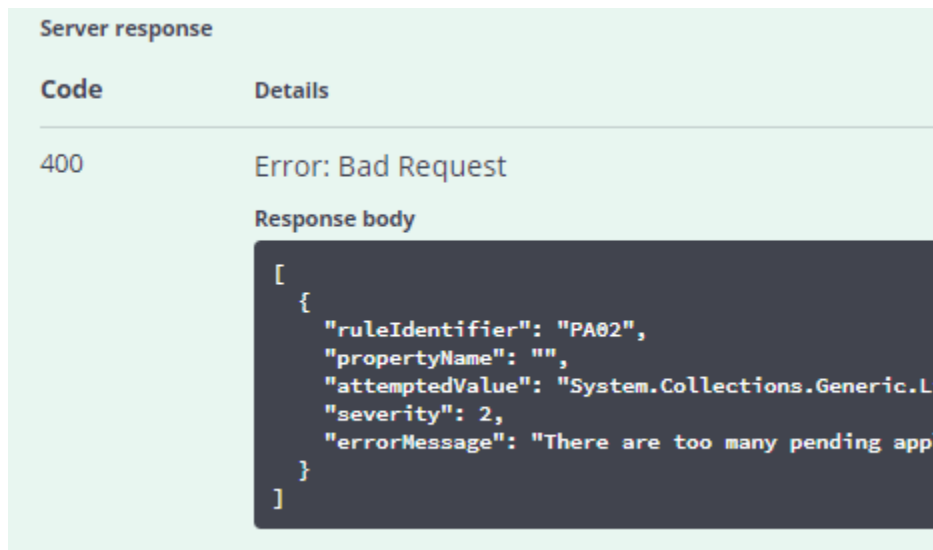 Server response
Code Details
400 Error: Bad Request
Response body
[
{
"ruleIdentifier": "PA02",
"propertyName": "",
"attemptedValue": "System.Collections.Generic.L
"severity": 2,
"errorMessage": "There are too many pending app
}
]